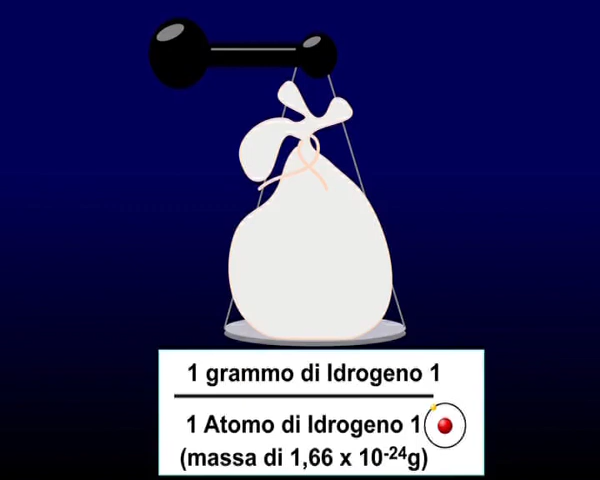 1 grammo di Idrogeno 1
1 Atomo di Idrogeno 1
(massa di 1,66 x 10⁻²⁴g)